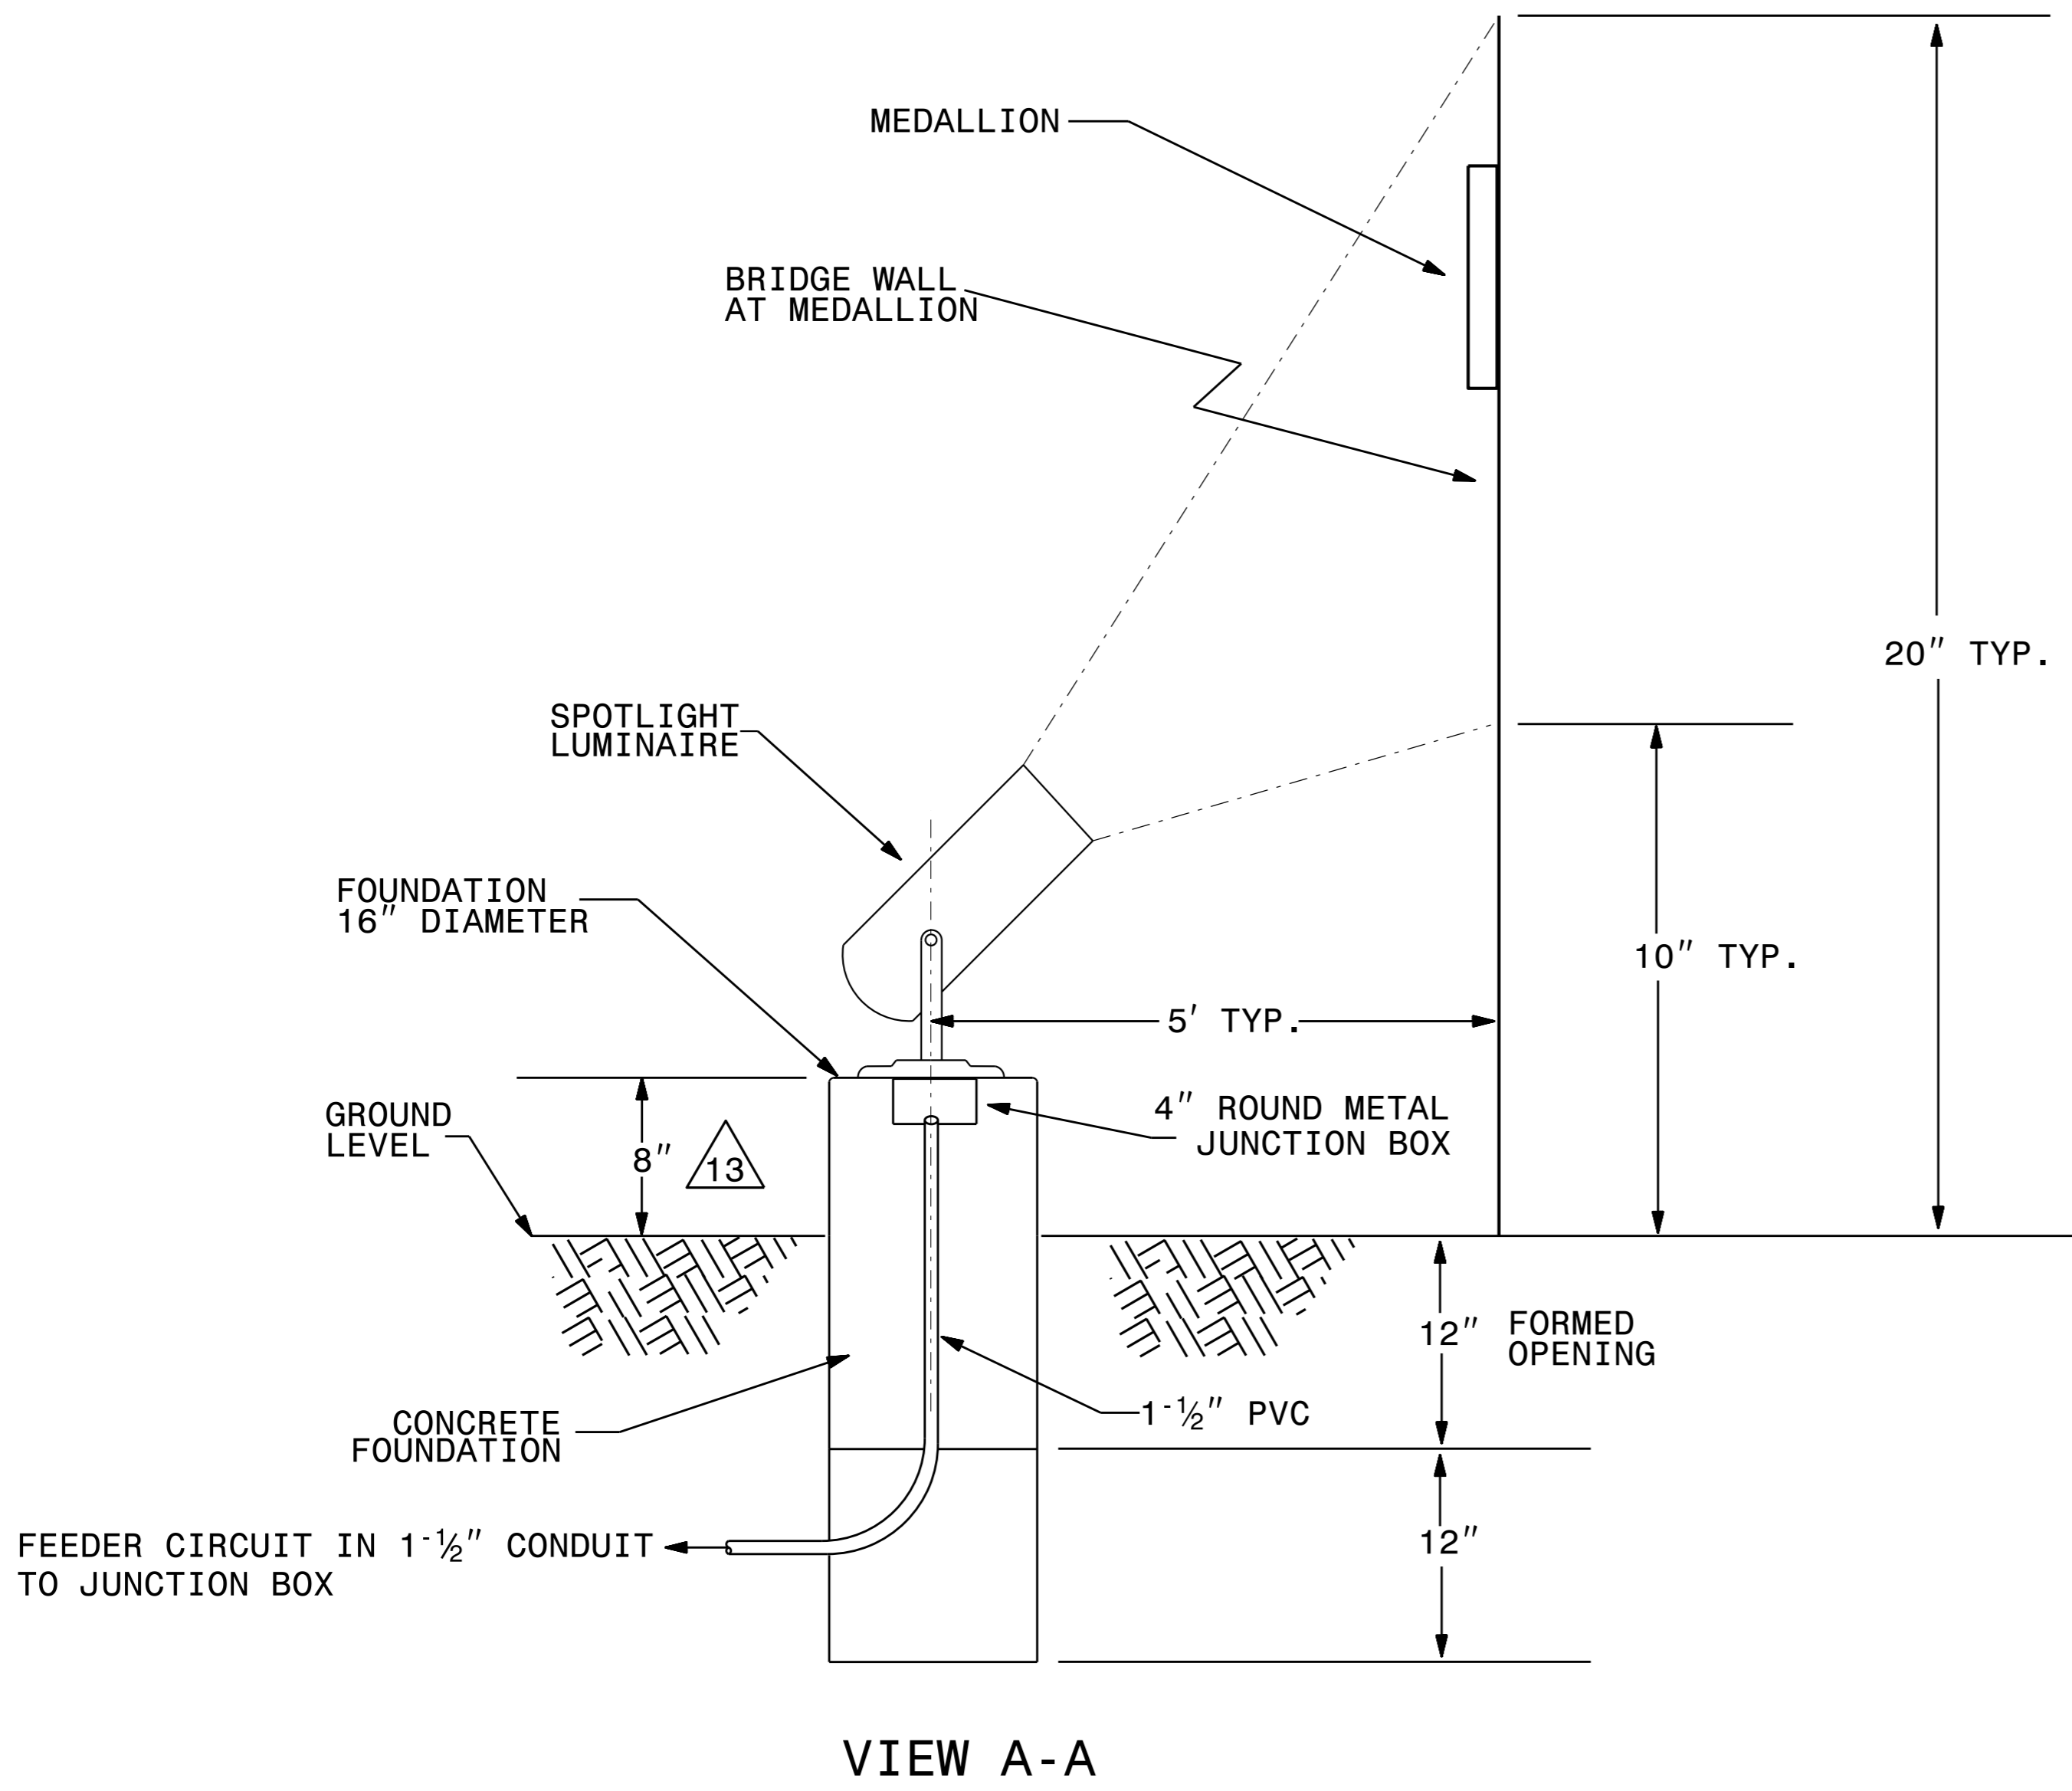 MEDALLION
BRIDGE WALL
AT MEDALLION
20" TYP.
SPOTLIGHT
LUMINAIRE
FOUNDATION
16" DIAMETER
10" TYP.
5' TYP.
GROUND
LEVEL
8"
13
4" ROUND METAL
JUNCTION BOX
12"
FORMED
OPENING
CONCRETE
FOUNDATION
1-½" PVC
FEEDER CIRCUIT IN 1-½" CONDUIT
TO JUNCTION BOX
12"
VIEW A-A